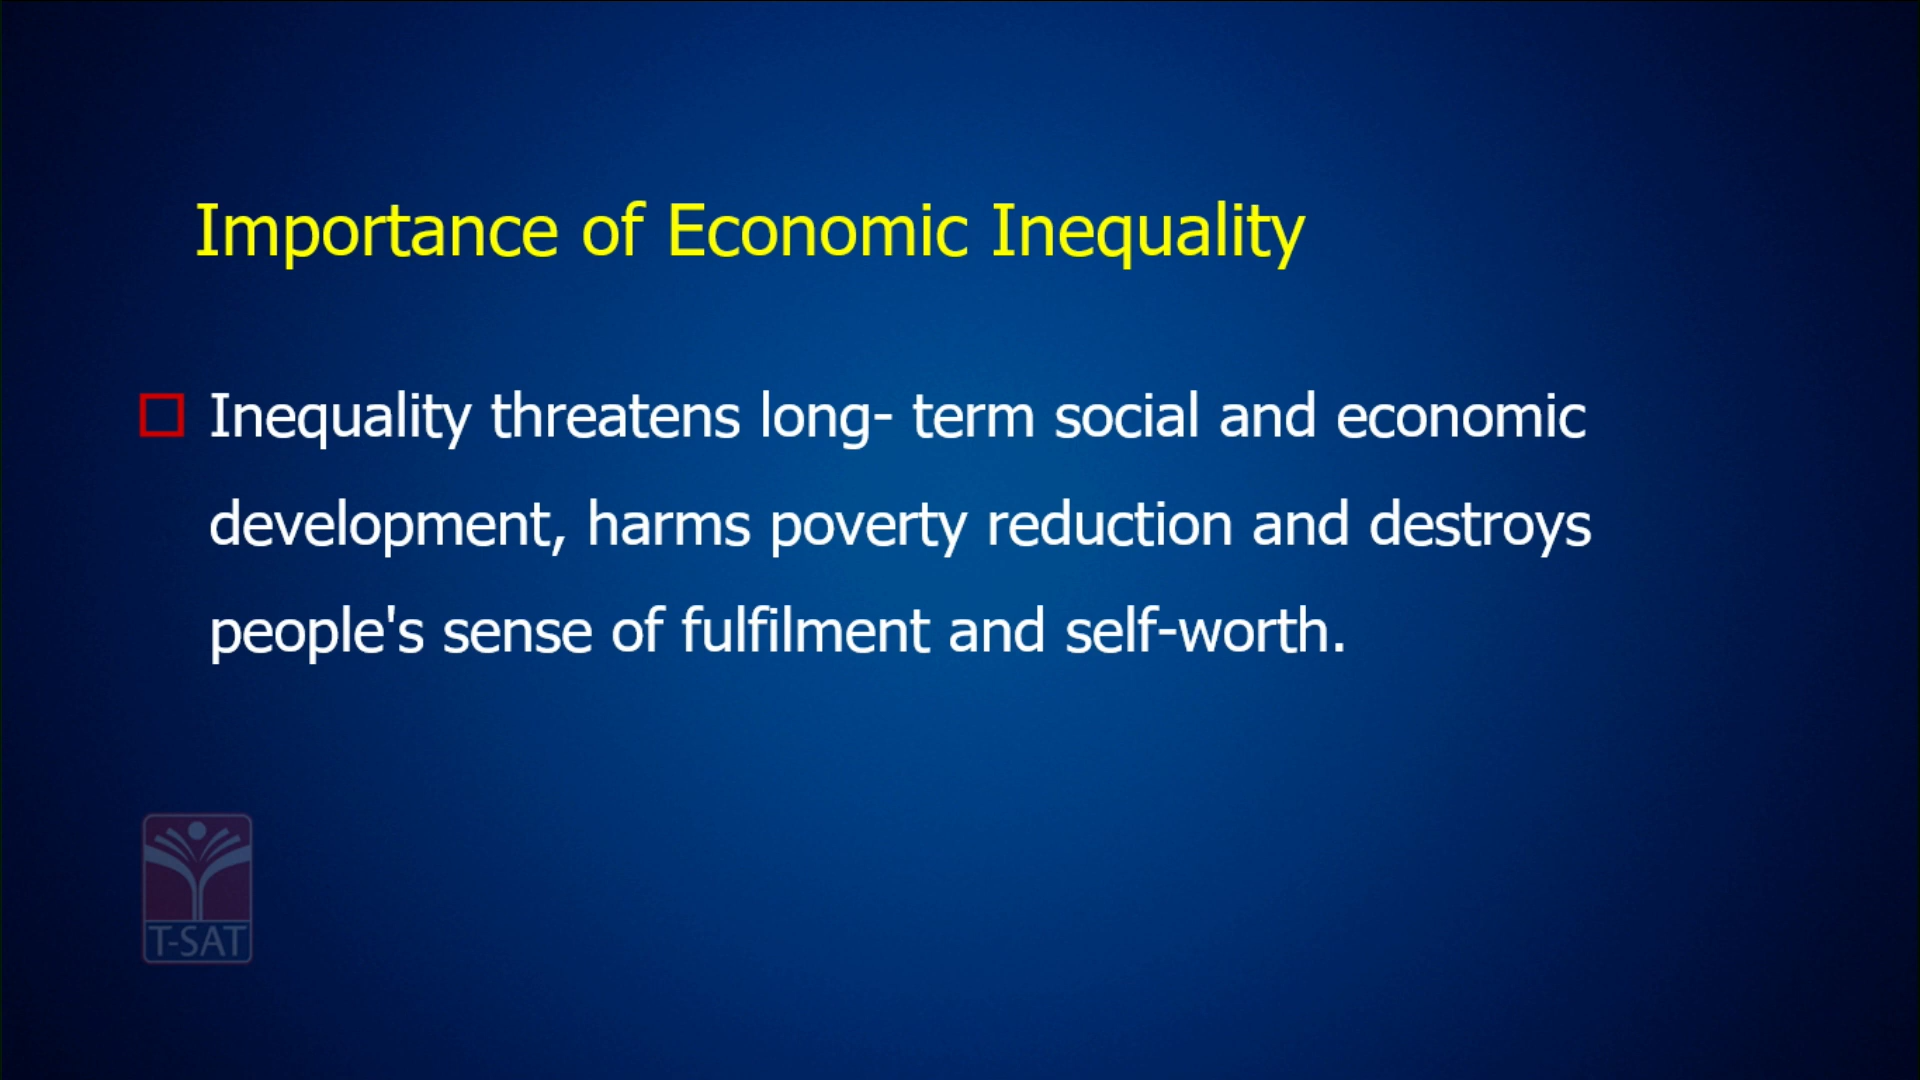 Importance of Economic Inequality
Inequality threatens long- term social and economic
development, harms poverty reduction and destroys
people's sense of fulfilment and self-worth.
T-SAT